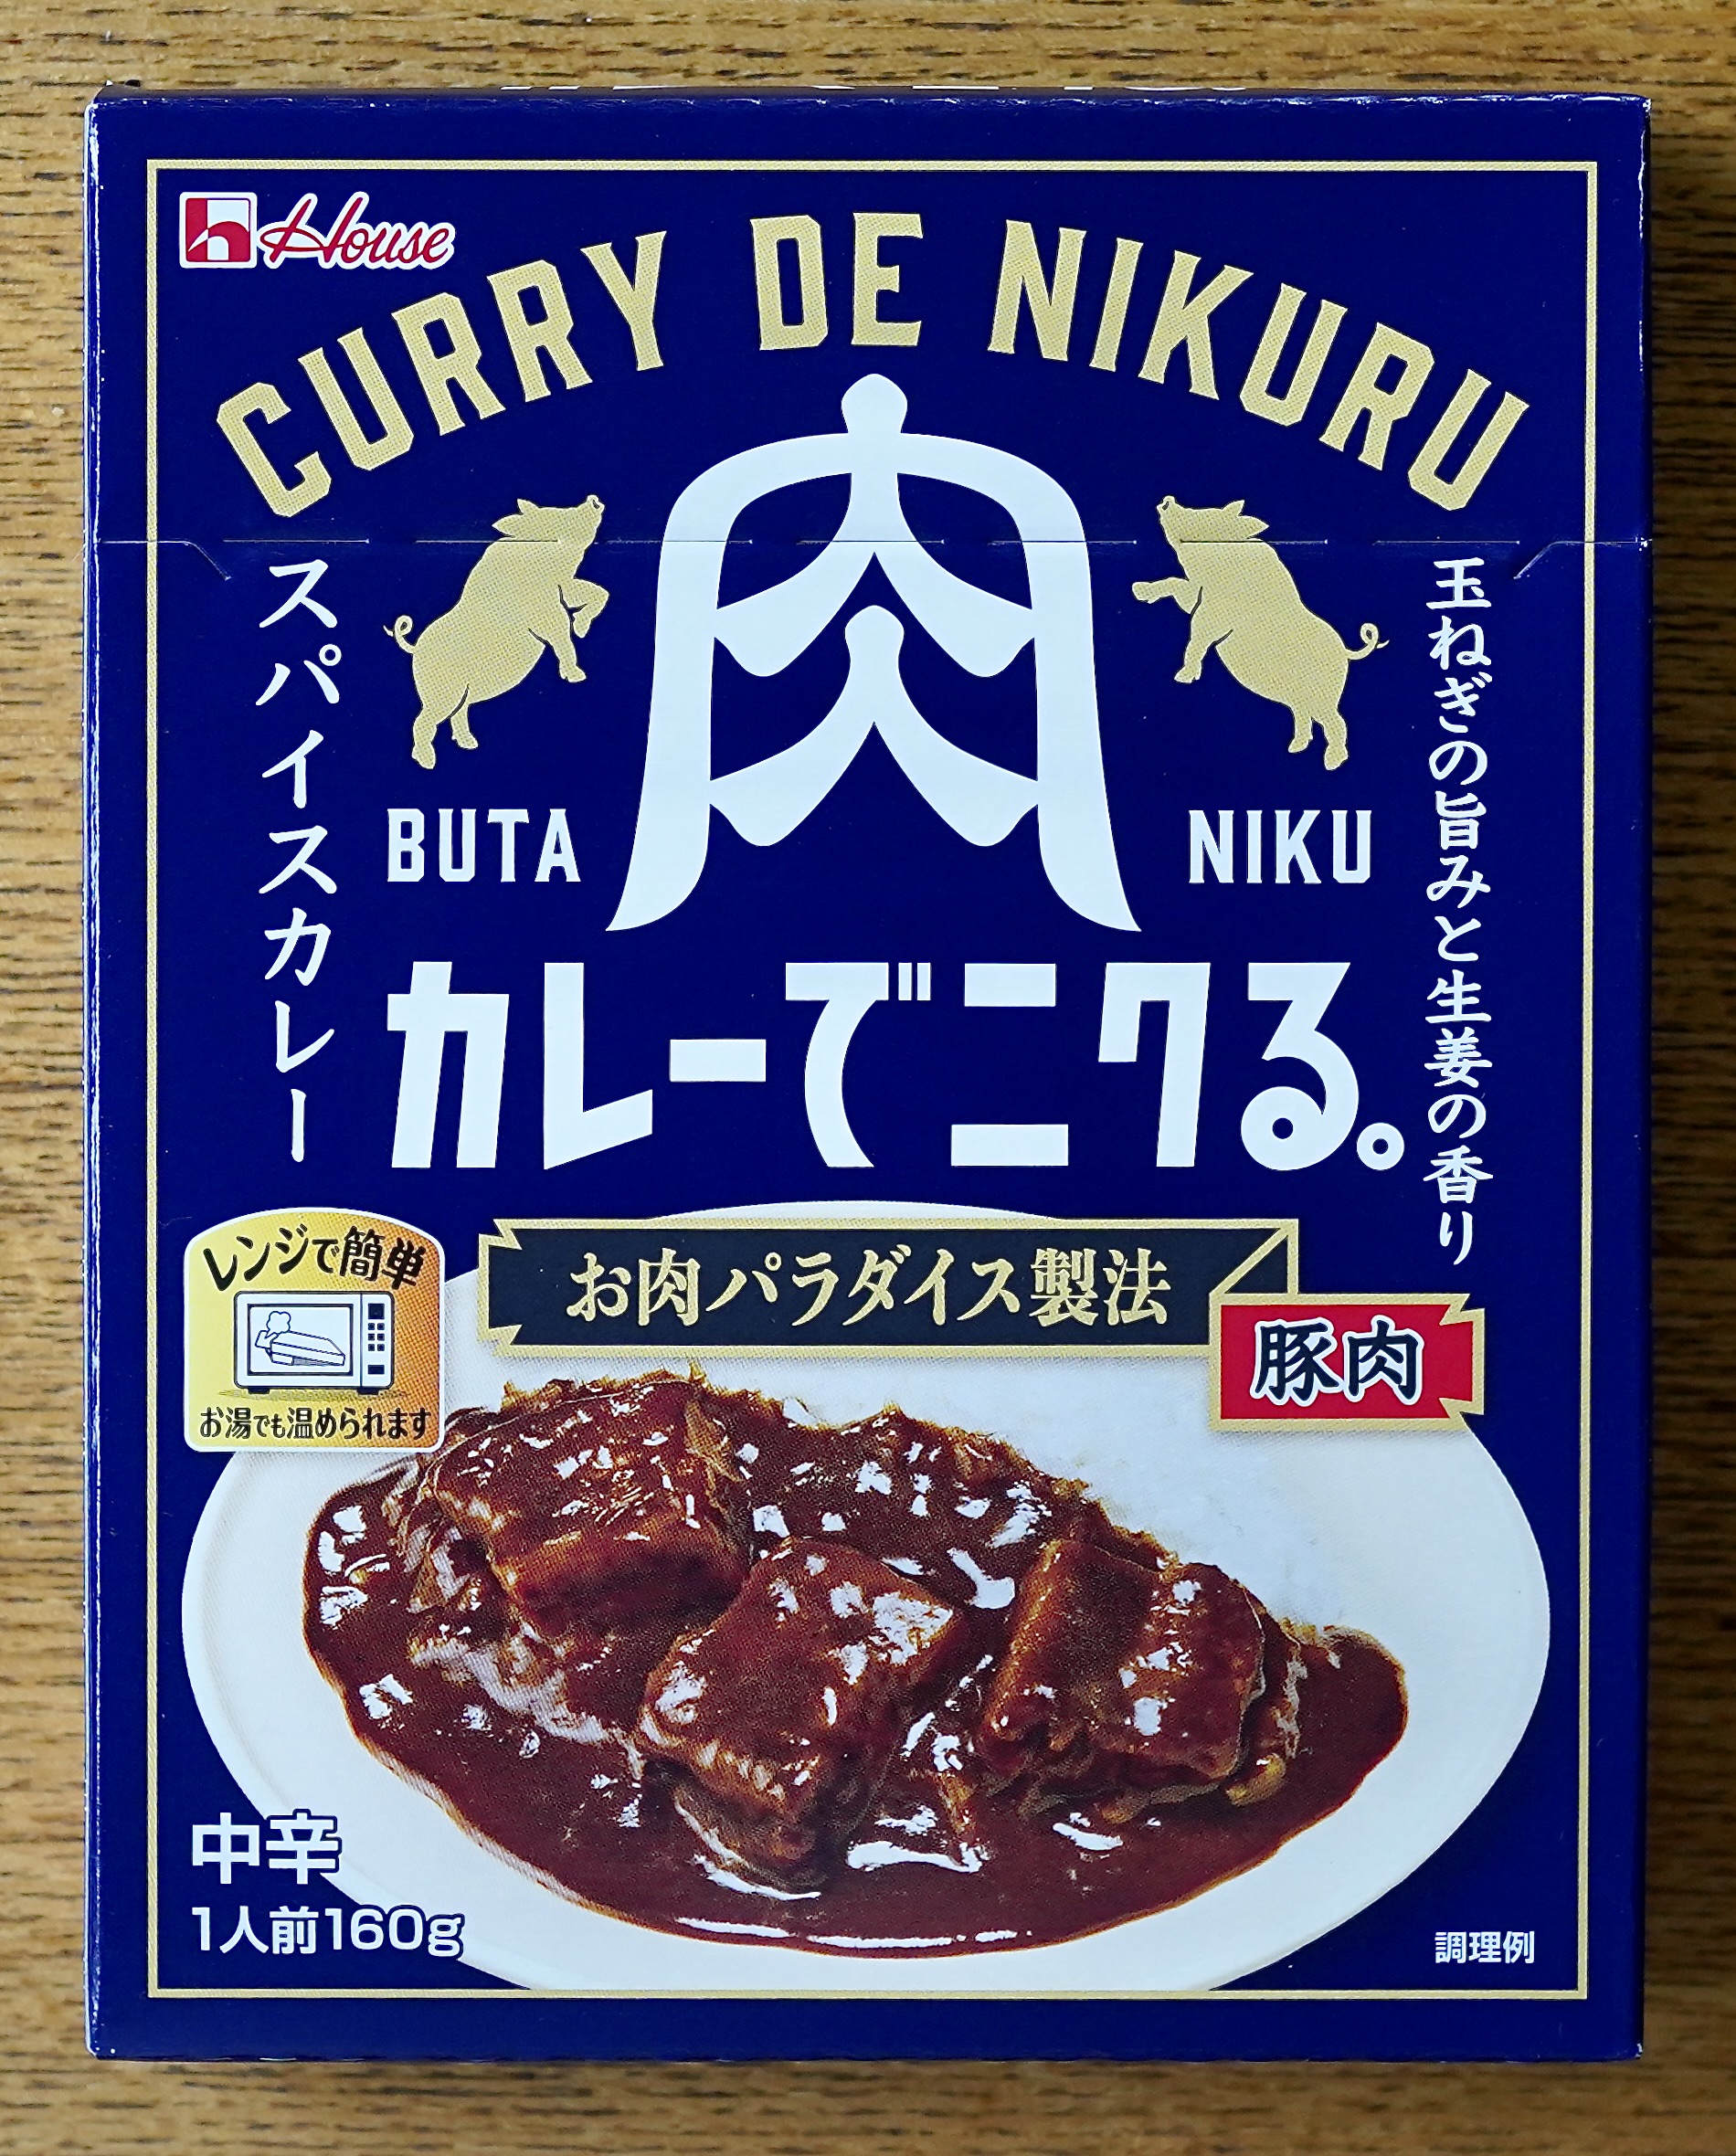 House
CURRY DE NIKURU
肉
BUTA
NIKU
スパイスカレー
玉ねぎの旨みと生姜の香り
カレーでニクる。
レンジで簡単
お湯でも温められます
お肉パラダイス製法
豚肉
中辛
1人前160g
調理例